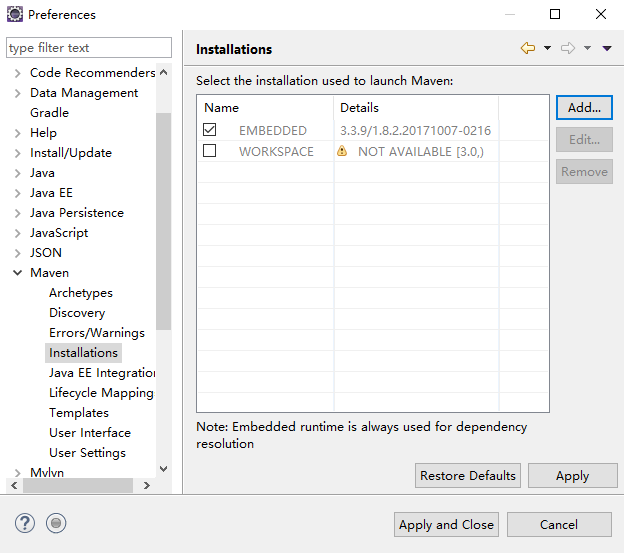 Preferences
type filter text
Code Recommenders
Data Management
Gradle
Help
Install/Update
Java
Java EE
Java Persistence
JavaScript
JSON
Maven
Archetypes
Discovery
Errors/Warnings
Installations
Java EE Integration
Lifecycle Mapping
Templates
User Interface
User Settings
Mylyn
Installations
Select the installation used to launch Maven:
Name Details
EMBEDDED 3.3.9/1.8.2.20171007-0216
WORKSPACE NOT AVAILABLE [3.0,)
Add...
Edit...
Remove
Note: Embedded runtime is always used for dependency
resolution
Restore Defaults Apply
Apply and Close Cancel